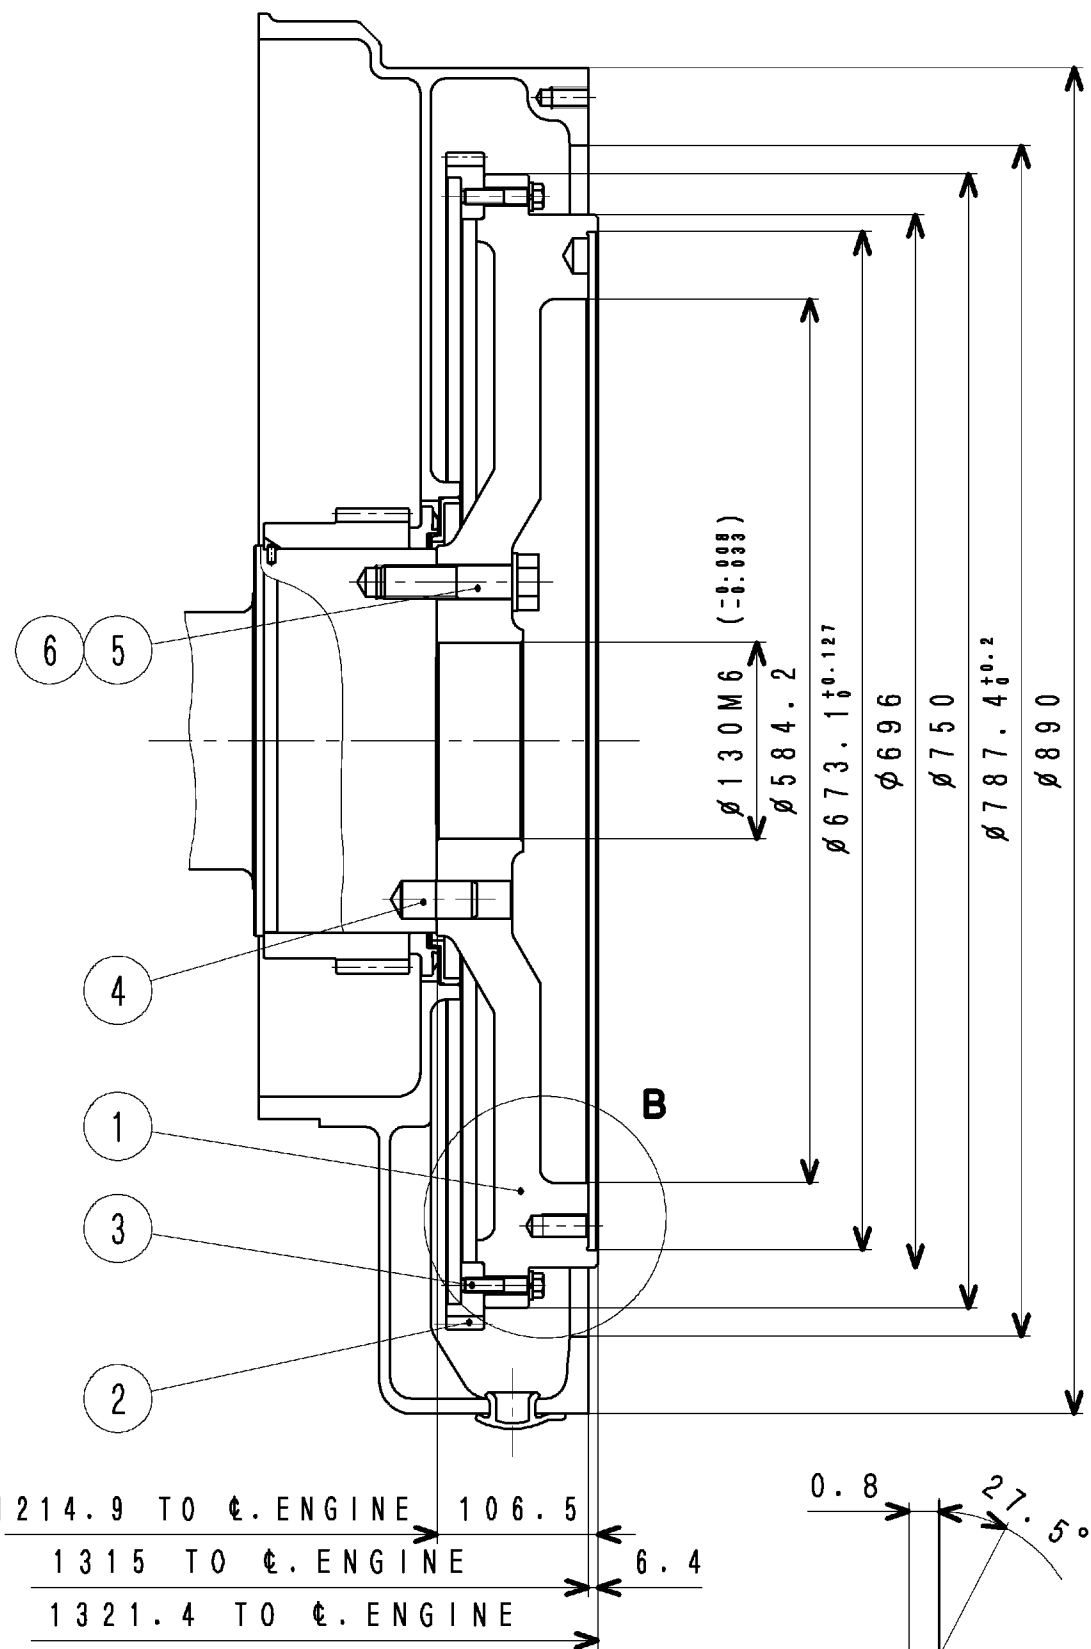 6
5
4
1
3
2
B
ø130M6 (-0.008 -0.033)
ø584.2
ø673.1 +0.127 0
ø696
ø750
ø787.4 +0.2 0
ø890
1214.9 TO ℄.ENGINE 106.5
1315 TO ℄.ENGINE 6.4
1321.4 TO ℄.ENGINE
0.8
27.5°